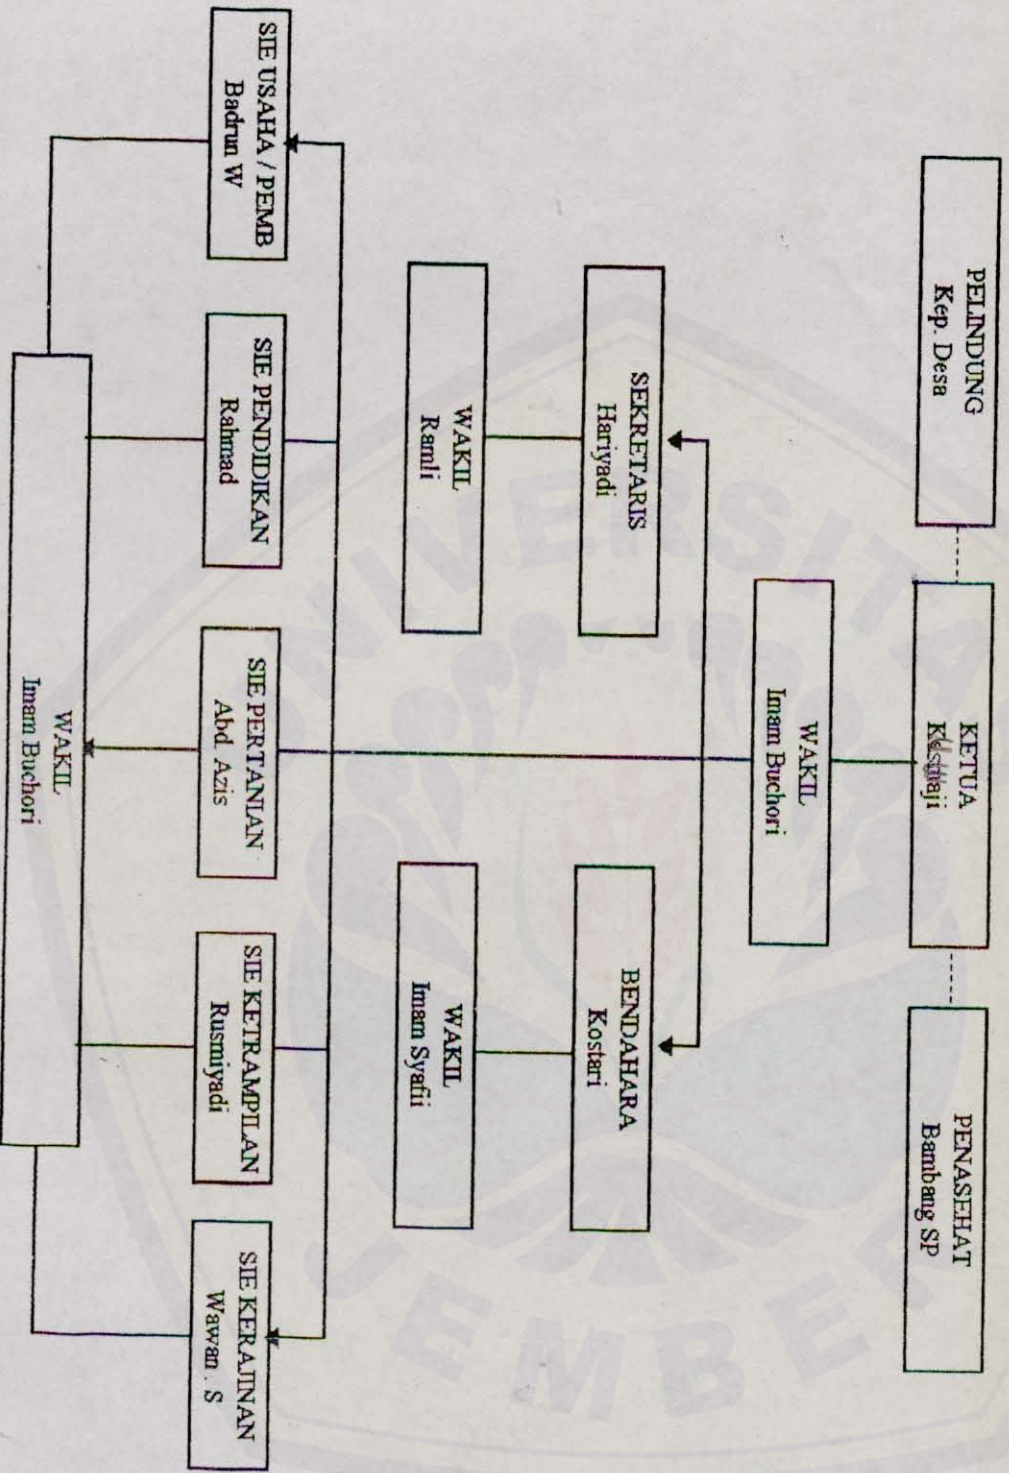 PELINDUNG
Kep. Desa
KETUA
PENASEHAT
Bambang SP
WAKIL
Imam Buchori
SEKRETARIS
Hariyadi
BENDAHARA
Kostari
WAKIL
Ramli
WAKIL
Imam Syafii
SIE USAHA / PEMB
Badrun W
SIE PENDIDIKAN
Rahmad
SIE PERTANIAN
Abd. Azis
SIE KETRAMPILAN
Rusmiyadi
SIE KERAJINAN
Wawan . S
WAKIL
Imam Buchori
UNIVERSITAS
JEMBER